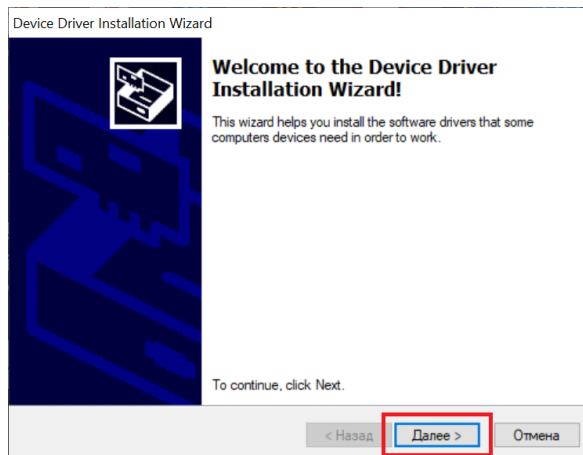 Device Driver Installation Wizard
Welcome to the Device Driver
Installation Wizard!
This wizard helps you install the software drivers that some
computers devices need in order to work.
To continue, click Next.
< Назад
Далее >
Отмена